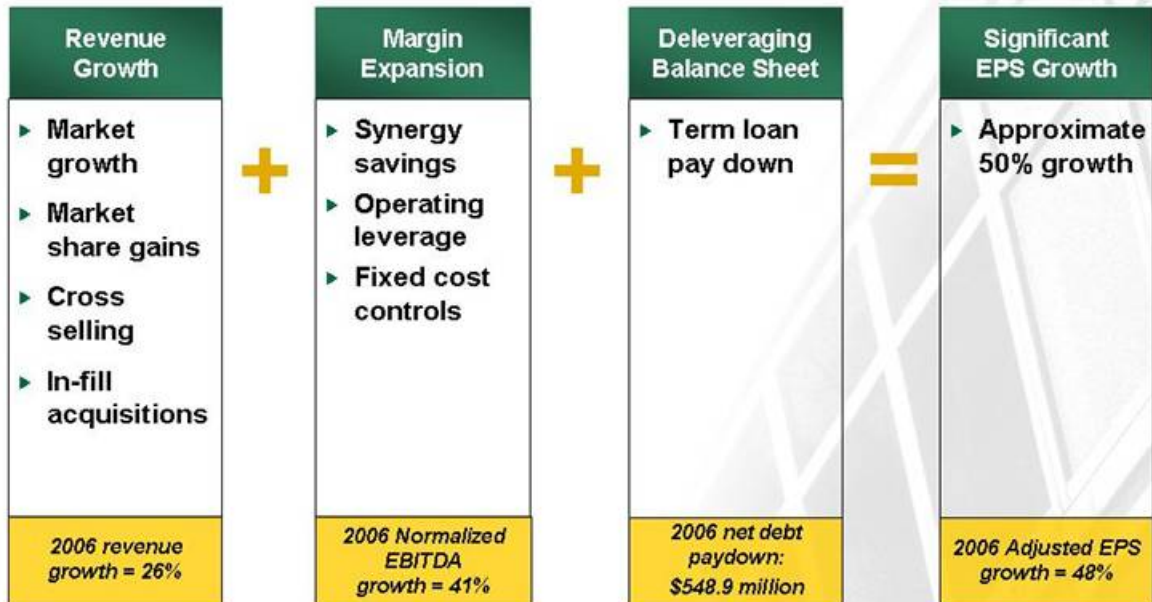 Revenue
Growth
► Market
growth
► Market
share gains
► Cross
selling
► In-fill
acquisitions
2006 revenue
growth = 26%
+
Margin
Expansion
► Synergy
savings
► Operating
leverage
► Fixed cost
controls
2006 Normalized
EBITDA
growth = 41%
+
Deleveraging
Balance Sheet
► Term loan
pay down
2006 net debt
paydown:
$548.9 million
=
Significant
EPS Growth
► Approximate
50% growth
2006 Adjusted EPS
growth = 48%